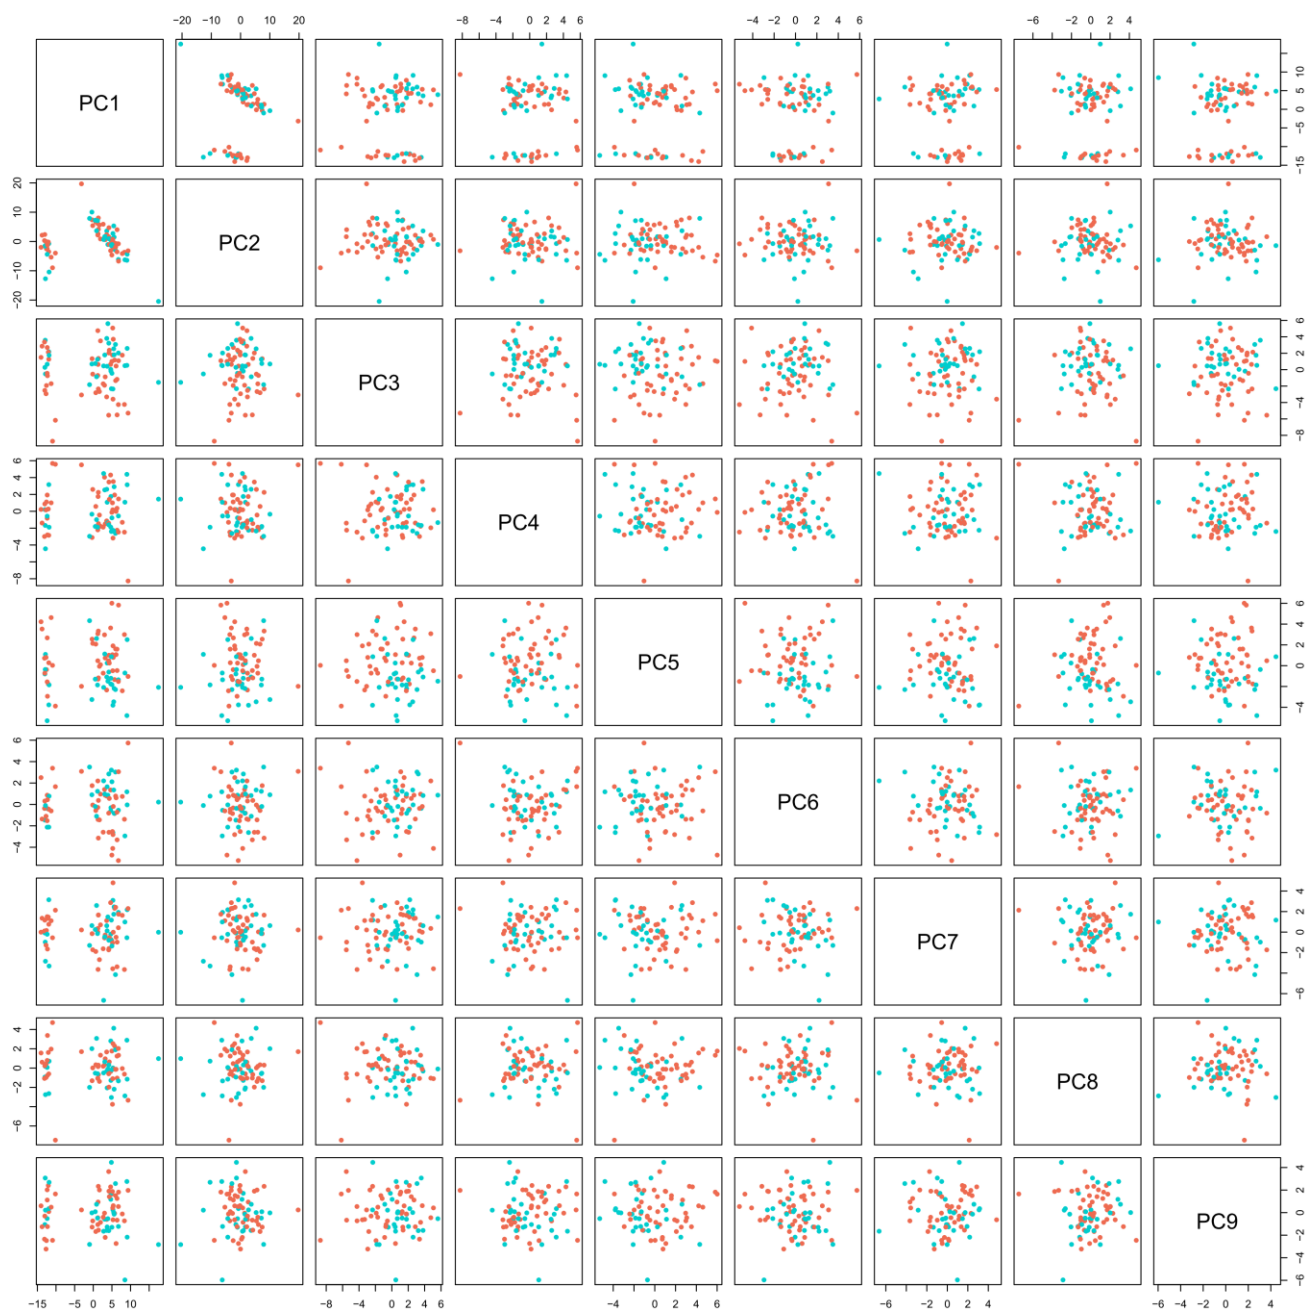 −20 −10 0 10 20 −8 −4 0 2 4 6 −4 −2 0 2 4 −6 −2 0 2 4
PC1
−15 −5 0 5 10
−20 −10 0 10 20
PC2
PC3
−8 −4 0 2 4 6
−8 −4 0 2 4 6
PC4
PC5
−4 0 2 4 6
−4 −2 0 2 4 6
PC6
PC7
−6 −2 0 2 4
−6 −2 0 2 4
PC8
PC9
−6 −4 −2 0 2 4
−15 −5 0 5 10 −8 −4 0 2 4 6 −4 0 2 4 6 −6 −2 0 2 4 −6 −4 −2 0 2 4